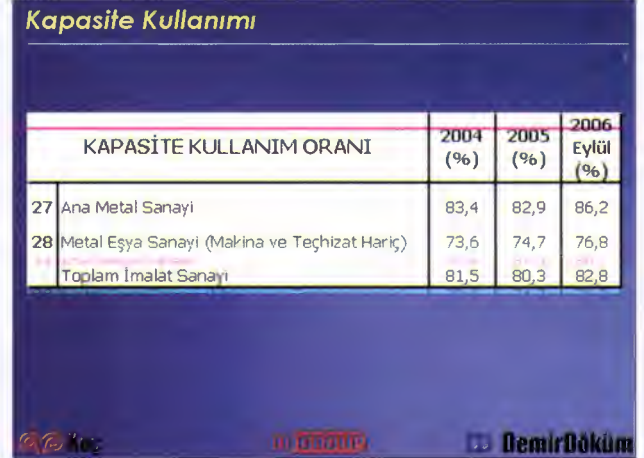 Kapasite Kullanımı
KAPASİTE KULLANIM ORANI 2004 (%) 2005 (%) 2006 Eylül (%)
27 Ana Metal Sanayi 83,4 82,9 86,2
28 Metal Eşya Sanayi (Makina ve Teçhizat Hariç) 73,6 74,7 76,8
Toplam İmalat Sanayi 81,5 80,3 82,8
Koç DemirDöküm